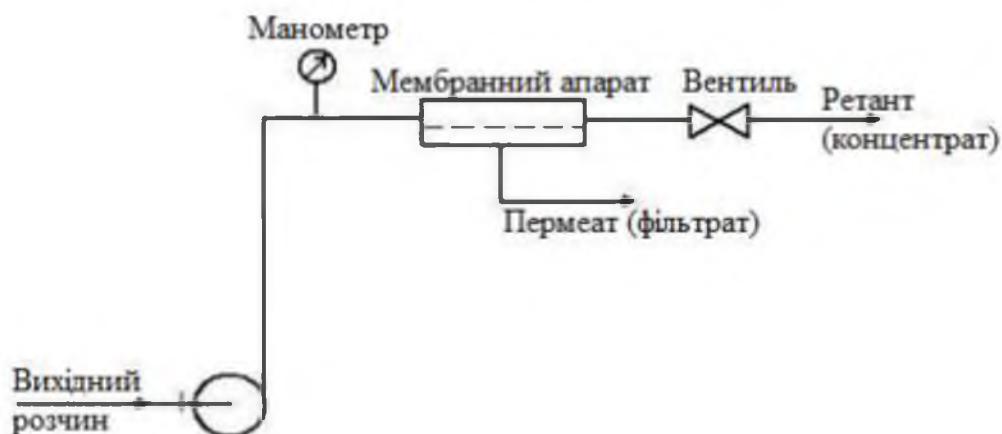 Манометр
Мембранний апарат
Вентиль
Ретант
(концентрат)
Пермеат (фільтрат)
Вихідний
розчин